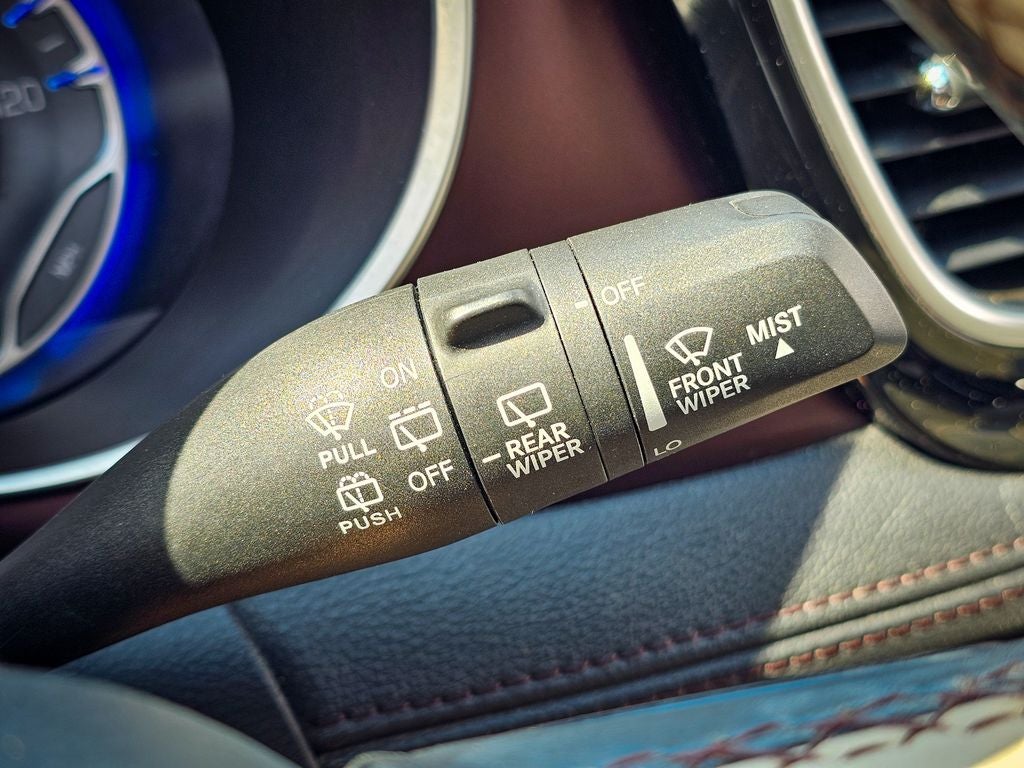 ON
PULL
OFF
PUSH
REAR
WIPER
OFF
FRONT
WIPER
MIST
LO